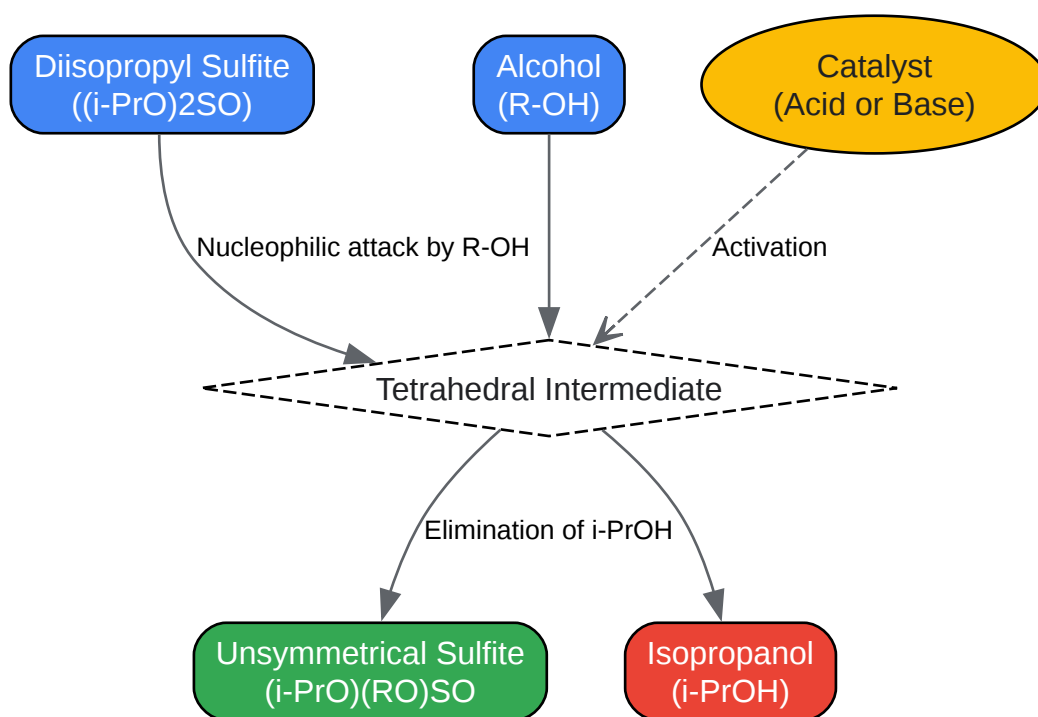 Diisopropyl Sulfite
((i-PrO)2SO)
Alcohol
(R-OH)
Catalyst
(Acid or Base)
Nucleophilic attack by R-OH
Activation
Tetrahedral Intermediate
Elimination of i-PrOH
Unsymmetrical Sulfite
(i-PrO)(RO)SO
Isopropanol
(i-PrOH)